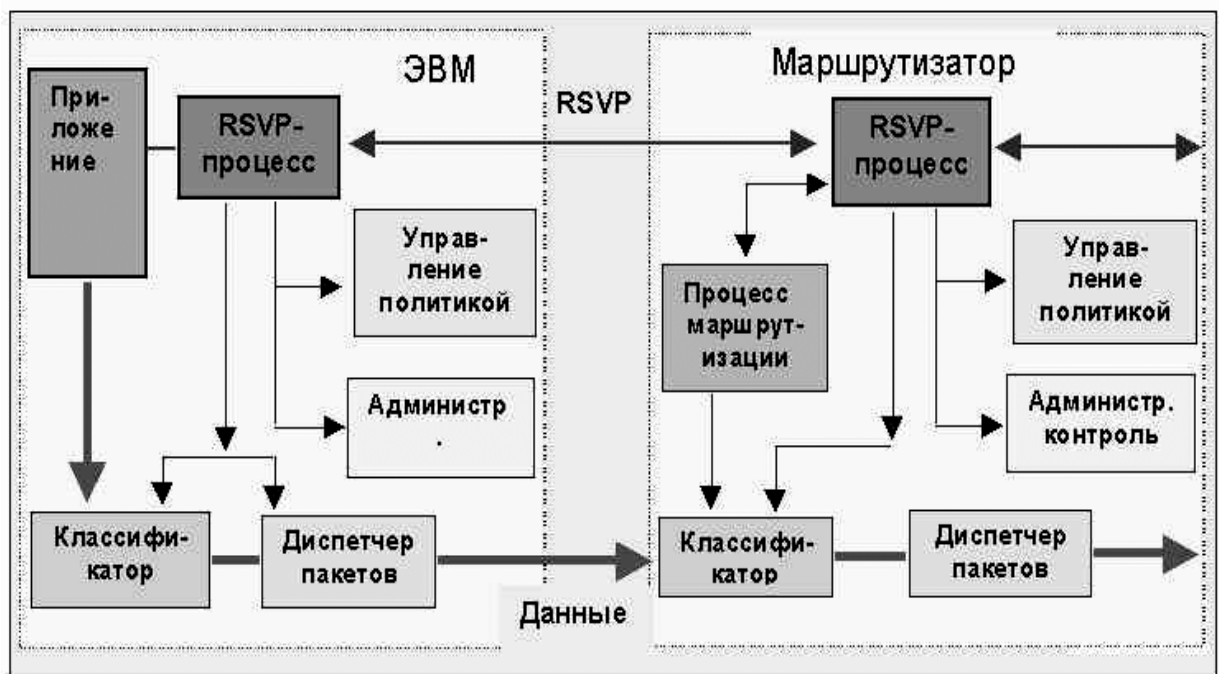 ЭВМ
Маршрутизатор
При-
ложе
ние
RSVP-
процесс
RSVP
RSVP-
процесс
Управ-
ление
политикой
Процесс
маршрут-
изации
Управ-
ление
политикой
Администр
.
Администр.
контроль
Классифи-
катор
Диспетчер
пакетов
Данные
Классифи-
катор
Диспетчер
пакетов